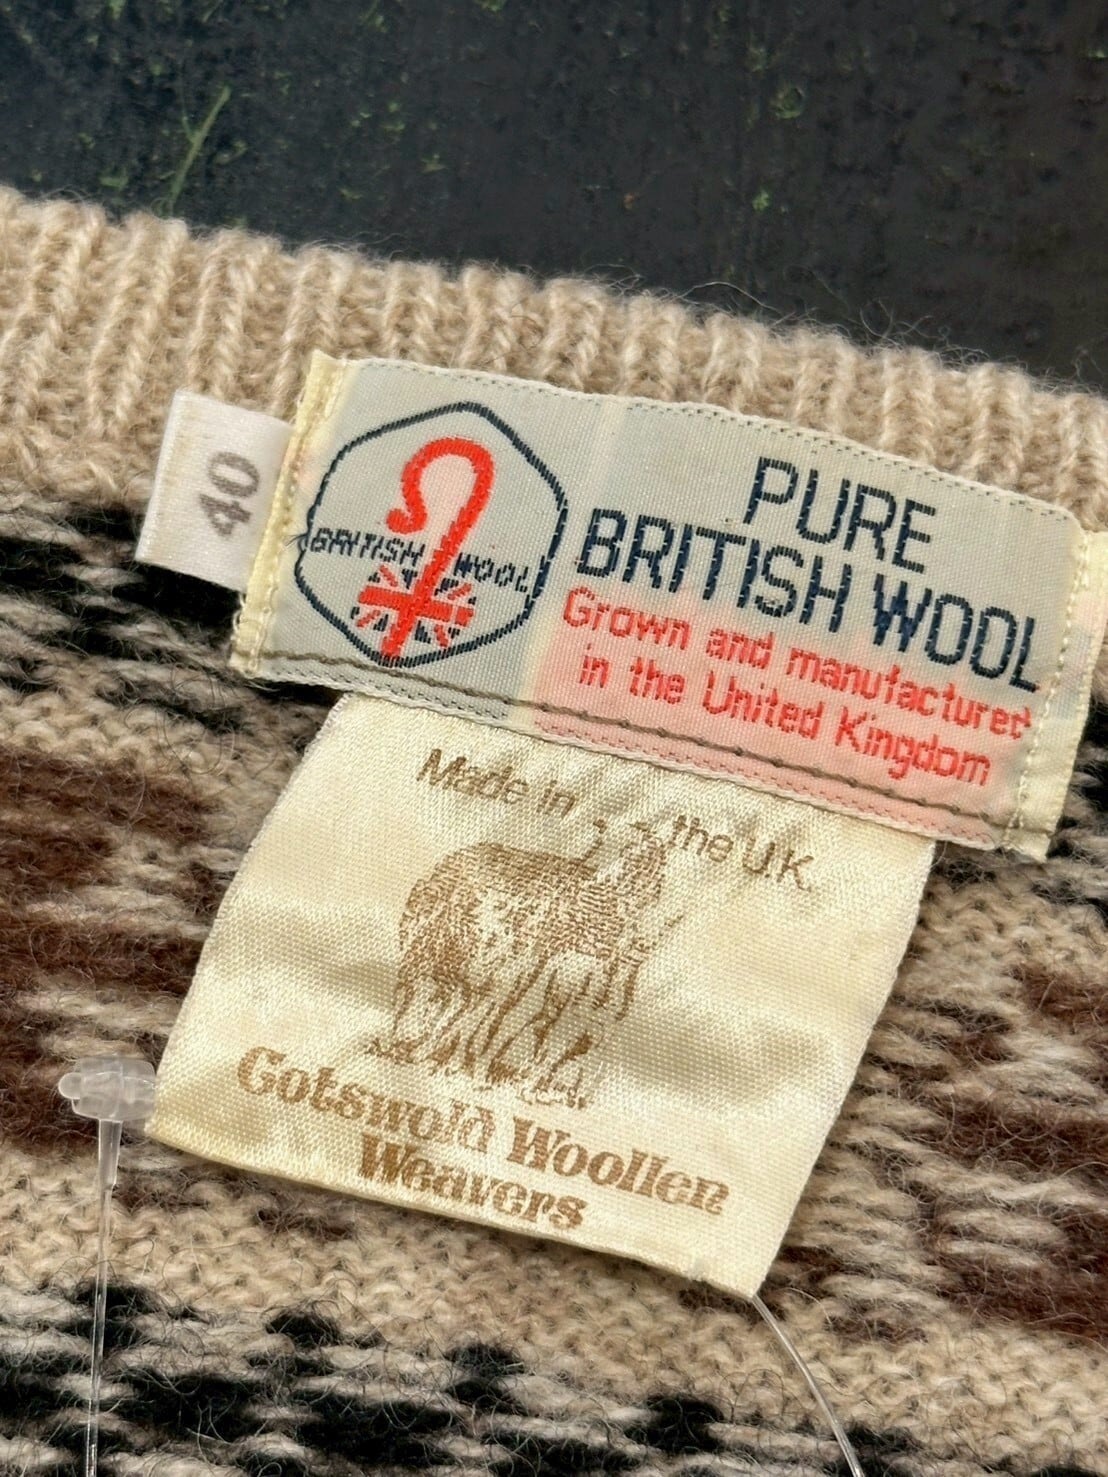 40
BRITISH WOOL
PURE
BRITISH WOOL
Grown and manufactured
in the United Kingdom
Made in the U.K.
Cotswold Woollen
Weavers